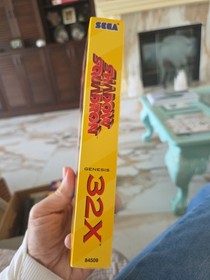 SEGA
SHADOW
SQUADRON
GENESIS
32X
84509